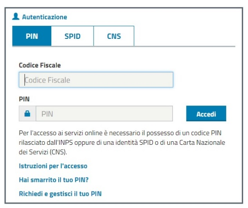 Autenticazione
PIN SPID CNS
Codice Fiscale
Codice Fiscale
PIN
PIN Accedi
Per l'accesso ai servizi online è necessario il possesso di un codice PIN
rilasciato dall'INPS oppure di una identità SPID o di una Carta Nazionale
dei Servizi (CNS).
Istruzioni per l'accesso
Hai smarrito il tuo PIN?
Richiedi e gestisci il tuo PIN